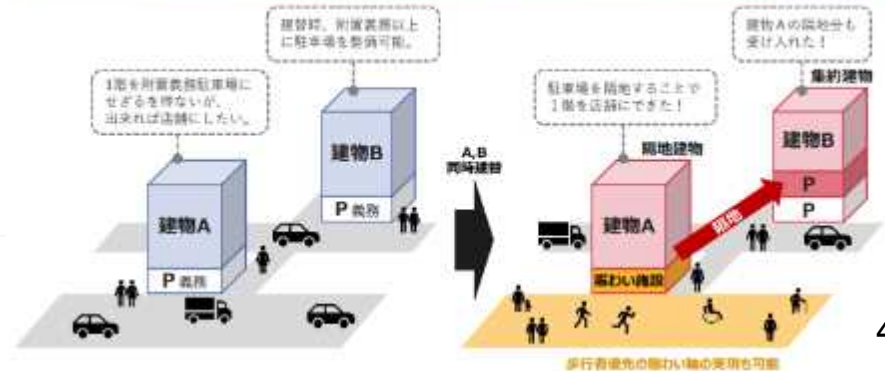 建替時、附置義務以上
に駐車場を整備可能。
1階を附置義務駐車場に
せざるを得ないが、
出来れば店舗にしたい。
建物B
P 義務
建物A
P 義務
A,B
同時建替
建物Aの隔地分も
受け入れた！
集約建物
駐車場を隔地することで
1階を店舗にできた！
隔地建物
建物B
P
P
隔地
建物A
賑わい施設
歩行者優先の賑わい軸の実現も可能
4